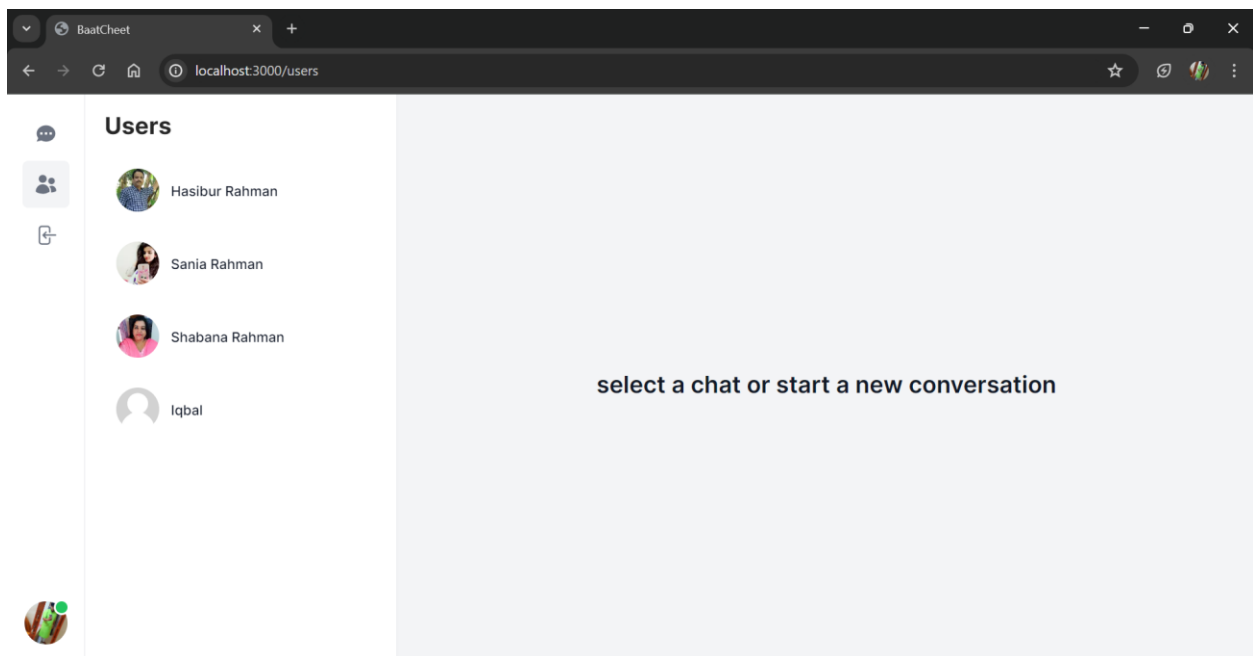 BaatCheet
localhost:3000/users
Users
Hasibur Rahman
Sania Rahman
Shabana Rahman
Iqbal
select a chat or start a new conversation